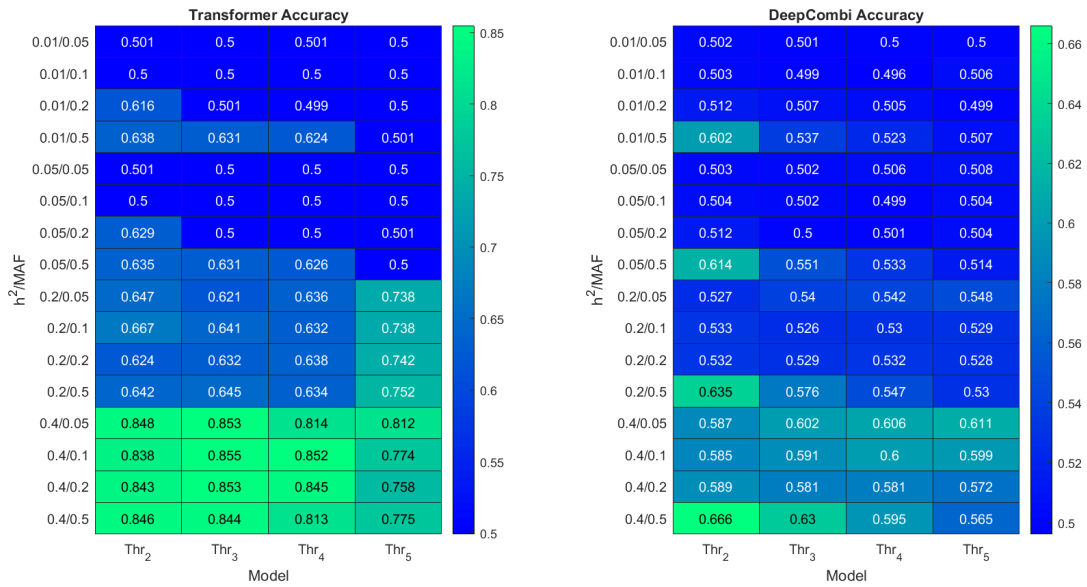 Transformer Accuracy
h²/MAF
0.01/0.05 0.501 0.5 0.501 0.5
0.01/0.1 0.5 0.5 0.5 0.5
0.01/0.2 0.616 0.501 0.499 0.5
0.01/0.5 0.638 0.631 0.624 0.501
0.05/0.05 0.501 0.5 0.5 0.5
0.05/0.1 0.5 0.5 0.5 0.5
0.05/0.2 0.629 0.5 0.5 0.501
0.05/0.5 0.635 0.631 0.626 0.5
0.2/0.05 0.647 0.621 0.636 0.738
0.2/0.1 0.667 0.641 0.632 0.738
0.2/0.2 0.624 0.632 0.638 0.742
0.2/0.5 0.642 0.645 0.634 0.752
0.4/0.05 0.848 0.853 0.814 0.812
0.4/0.1 0.838 0.855 0.852 0.774
0.4/0.2 0.843 0.853 0.845 0.758
0.4/0.5 0.846 0.844 0.813 0.775
Thr₂ Thr₃ Thr₄ Thr₅
Model
0.85
0.8
0.75
0.7
0.65
0.6
0.55
0.5
DeepCombi Accuracy
h²/MAF
0.01/0.05 0.502 0.501 0.5 0.5
0.01/0.1 0.503 0.499 0.496 0.506
0.01/0.2 0.512 0.507 0.505 0.499
0.01/0.5 0.602 0.537 0.523 0.507
0.05/0.05 0.503 0.502 0.506 0.508
0.05/0.1 0.504 0.502 0.499 0.504
0.05/0.2 0.512 0.5 0.501 0.504
0.05/0.5 0.614 0.551 0.533 0.514
0.2/0.05 0.527 0.54 0.542 0.548
0.2/0.1 0.533 0.526 0.53 0.529
0.2/0.2 0.532 0.529 0.532 0.528
0.2/0.5 0.635 0.576 0.547 0.53
0.4/0.05 0.587 0.602 0.606 0.611
0.4/0.1 0.585 0.591 0.6 0.599
0.4/0.2 0.589 0.581 0.581 0.572
0.4/0.5 0.666 0.63 0.595 0.565
Thr₂ Thr₃ Thr₄ Thr₅
Model
0.66
0.64
0.62
0.6
0.58
0.56
0.54
0.52
0.5